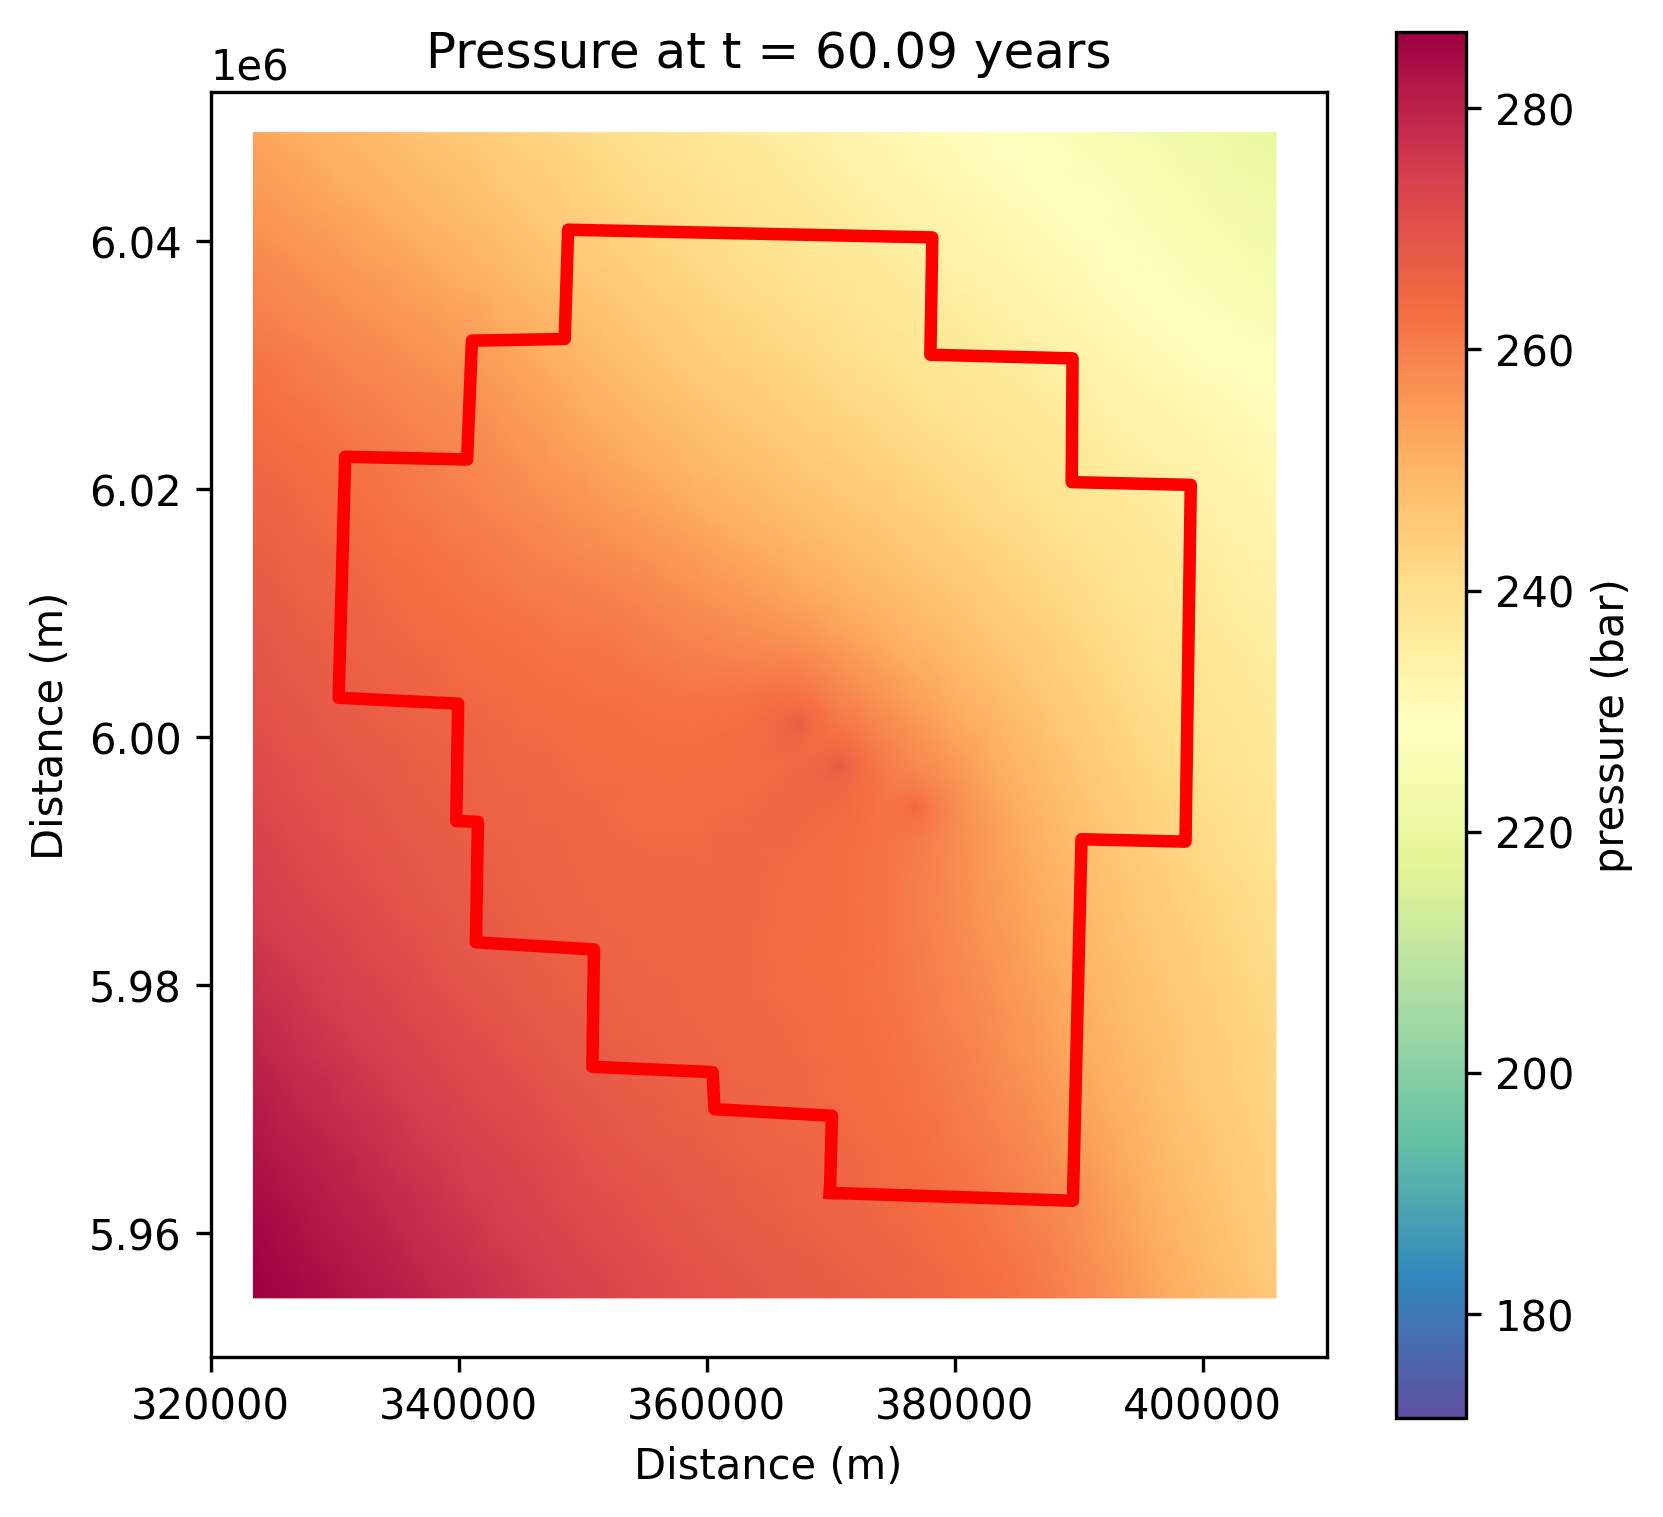 Pressure at t = 60.09 years
1e6
6.04
6.02
6.00
5.98
5.96
Distance (m)
320000 340000 360000 380000 400000
Distance (m)
280
260
240
220
200
180
pressure (bar)